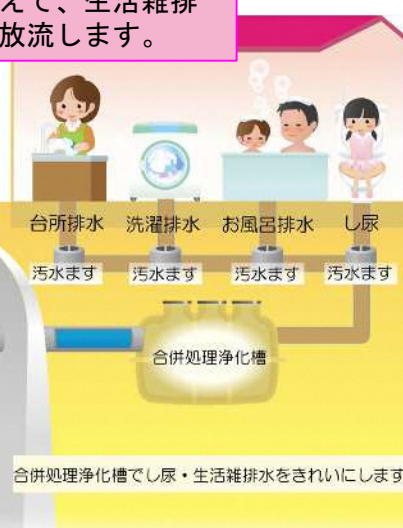 えて、生活雑排
放流します。
台所排水 洗濯排水 お風呂排水 し尿
汚水ます 汚水ます 汚水ます 汚水ます
合併処理浄化槽
合併処理浄化槽でし尿・生活雑排水をきれいにします